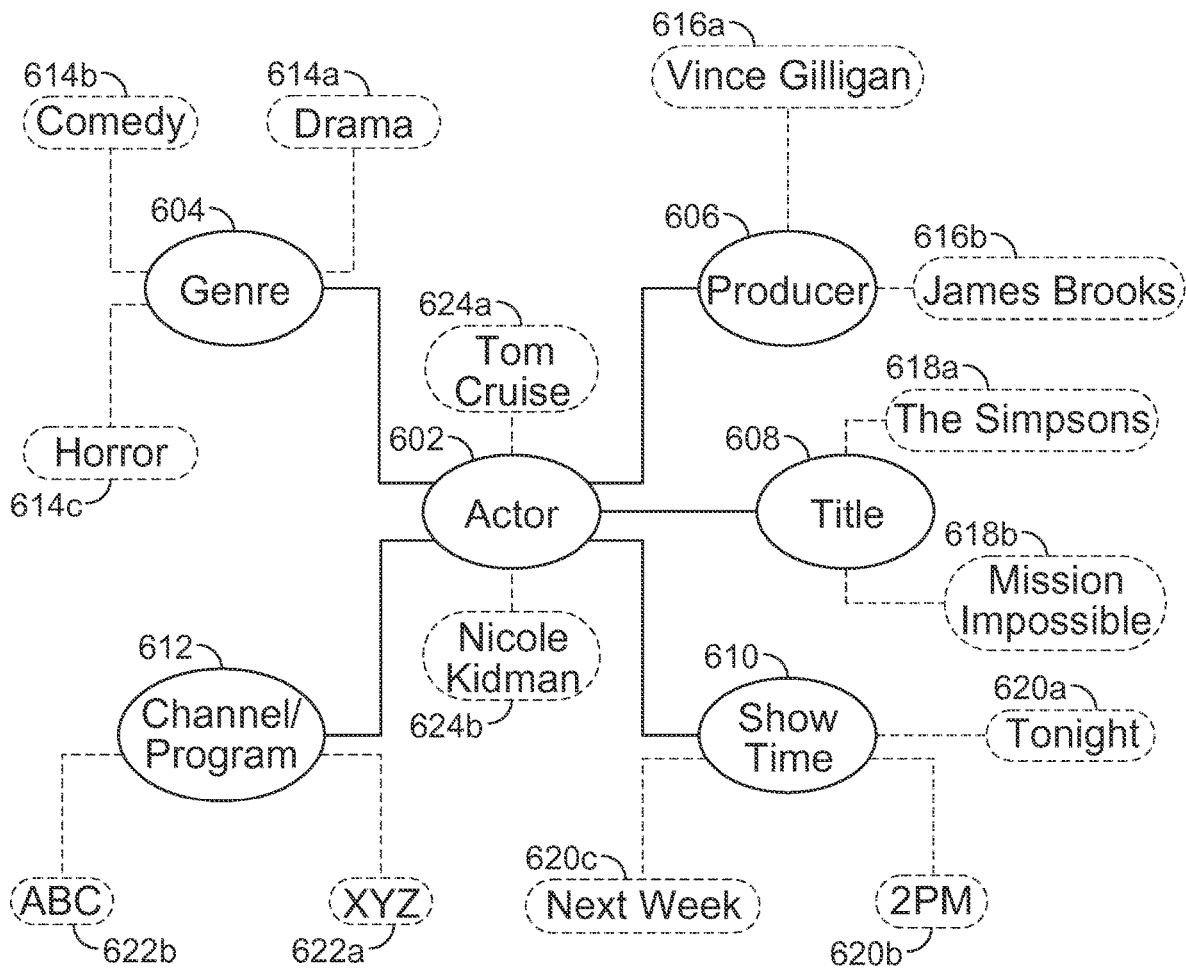 616a
Vince Gilligan
614b
Comedy
614a
Drama
604
Genre
606
Producer
616b
James Brooks
624a
Tom
Cruise
618a
The Simpsons
Horror
614c
602
Actor
608
Title
618b
Mission
Impossible
612
Channel/
Program
Nicole
Kidman
624b
610
Show
Time
620a
Tonight
ABC
622b
XYZ
622a
620c
Next Week
2PM
620b